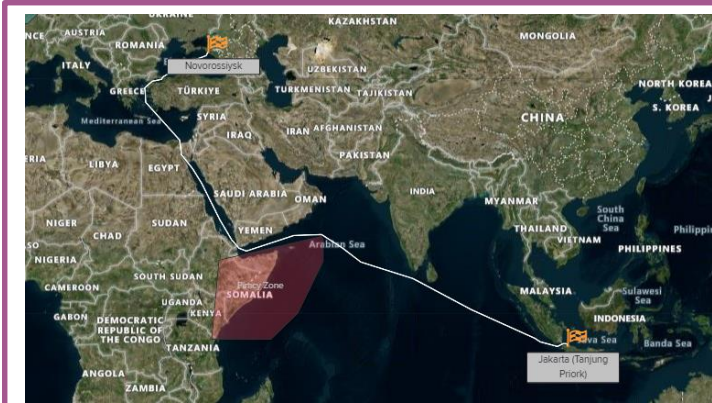 UKRAINE
KAZAKHSTAN
MONGOLIA
AUSTRIA
ROMANIA
ITALY
Novorossiysk
UZBEKISTAN
NORTH KOREA
GREECE
TÜRKIYE
TURKMENISTAN
TAJIKISTAN
S. KOREA
Mediterranean Sea
SYRIA
CHINA
IRAQ
IRAN
AFGHANISTAN
PAKISTAN
LIBYA
EGYPT
SAUDI ARABIA
OMAN
INDIA
MYANMAR
NIGER
CHAD
SUDAN
YEMEN
Arabian Sea
THAILAND
South
China
Sea
VIETNAM
PHILIPPINES
NIGERIA
SOUTH SUDAN
Piracy Zone
SOMALIA
CAMEROON
UGANDA
KENYA
MALAYSIA
Sulawesi
Sea
GABON
DEMOCRATIC
REPUBLIC OF
THE CONGO
TANZANIA
INDONESIA
Banda Sea
Jakarta (Tanjung
Priork)
ANGOLA
ZAMBIA